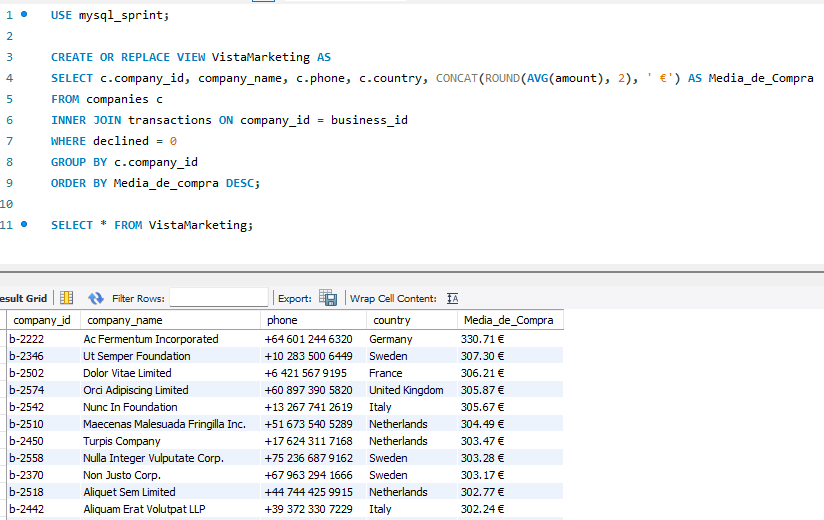 1 USE mysql_sprint;
2
3 CREATE OR REPLACE VIEW VistaMarketing AS
4 SELECT c.company_id, company_name, c.phone, c.country, CONCAT(ROUND(AVG(amount), 2), ' €') AS Media_de_Compra
5 FROM companies c
6 INNER JOIN transactions ON company_id = business_id
7 WHERE declined = 0
8 GROUP BY c.company_id
9 ORDER BY Media_de_compra DESC;
10
11 SELECT * FROM VistaMarketing;
esult Grid Filter Rows: Export: Wrap Cell Content: IA
company_id company_name phone country Media_de_Compra
b-2222 Ac Fermentum Incorporated +64 601 244 6320 Germany 330.71 €
b-2346 Ut Semper Foundation +10 283 500 6449 Sweden 307.30 €
b-2502 Dolor Vitae Limited +6 421 567 9195 France 306.21 €
b-2574 Orci Adipiscing Limited +60 897 390 5820 United Kingdom 305.87 €
b-2542 Nunc In Foundation +13 267 741 2619 Italy 305.67 €
b-2510 Maecenas Malesuada Fringilla Inc. +51 673 540 5289 Netherlands 304.49 €
b-2450 Turpis Company +17 624 311 7168 Netherlands 303.47 €
b-2558 Nulla Integer Vulputate Corp. +75 236 687 9162 Sweden 303.28 €
b-2370 Non Justo Corp. +67 963 294 1666 Sweden 303.17 €
b-2518 Aliquet Sem Limited +44 744 425 9915 Netherlands 302.77 €
b-2442 Aliquam Erat Volutpat LLP +39 372 330 7229 Italy 302.24 €